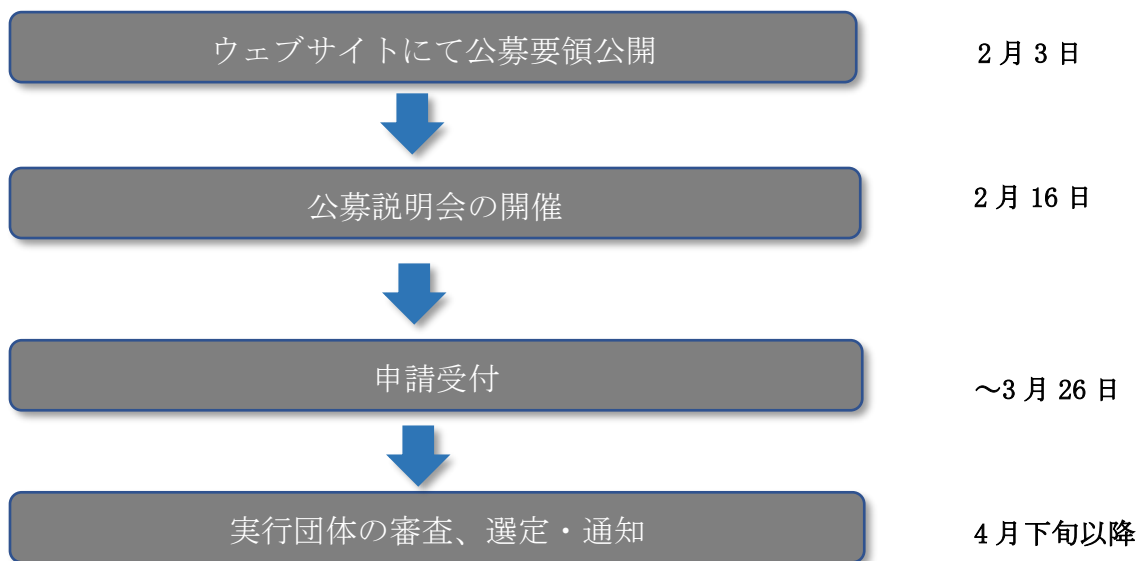 ウェブサイトにて公募要領公開
2月3日
公募説明会の開催
2月16日
申請受付
～3月26日
実行団体の審査、選定・通知
4月下旬以降